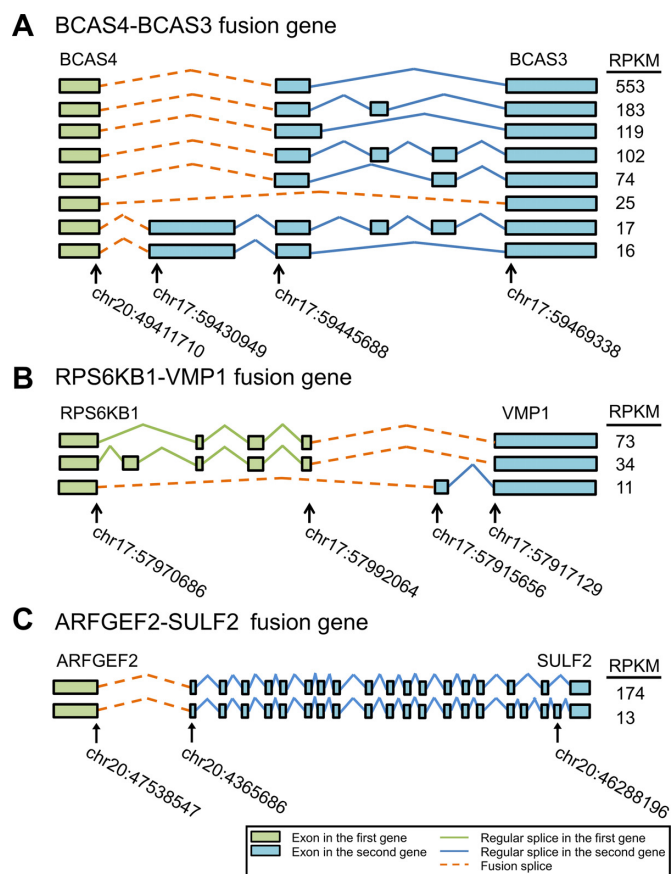 A BCAS4-BCAS3 fusion gene
BCAS4 BCAS3 RPKM
553
183
119
102
74
25
17
16
chr20:49411710
chr17:59430949
chr17:59445688
chr17:59469338
B RPS6KB1-VMP1 fusion gene
RPS6KB1 VMP1 RPKM
73
34
11
chr17:57970686
chr17:57992064
chr17:57915656
chr17:57917129
C ARFGEF2-SULF2 fusion gene
ARFGEF2 SULF2 RPKM
174
13
chr20:47538547
chr20:4365686
chr20:46288196
Exon in the first gene Regular splice in the first gene
Exon in the second gene Regular splice in the second gene
Fusion splice